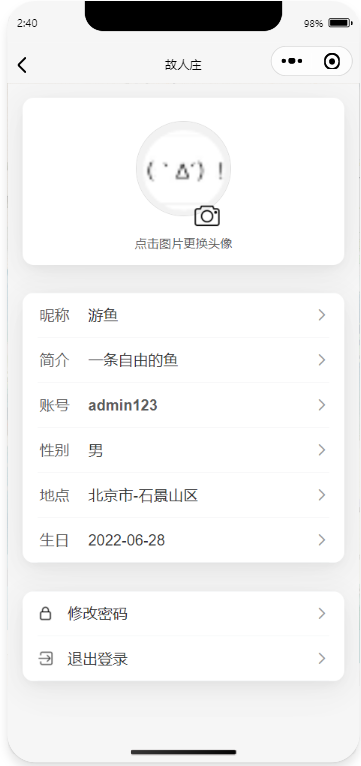 2:40
98%
故人庄
( ` Δ´) !
点击图片更换头像
昵称 游鱼
简介 一条自由的鱼
账号 admin123
性别 男
地点 北京市-石景山区
生日 2022-06-28
修改密码
退出登录